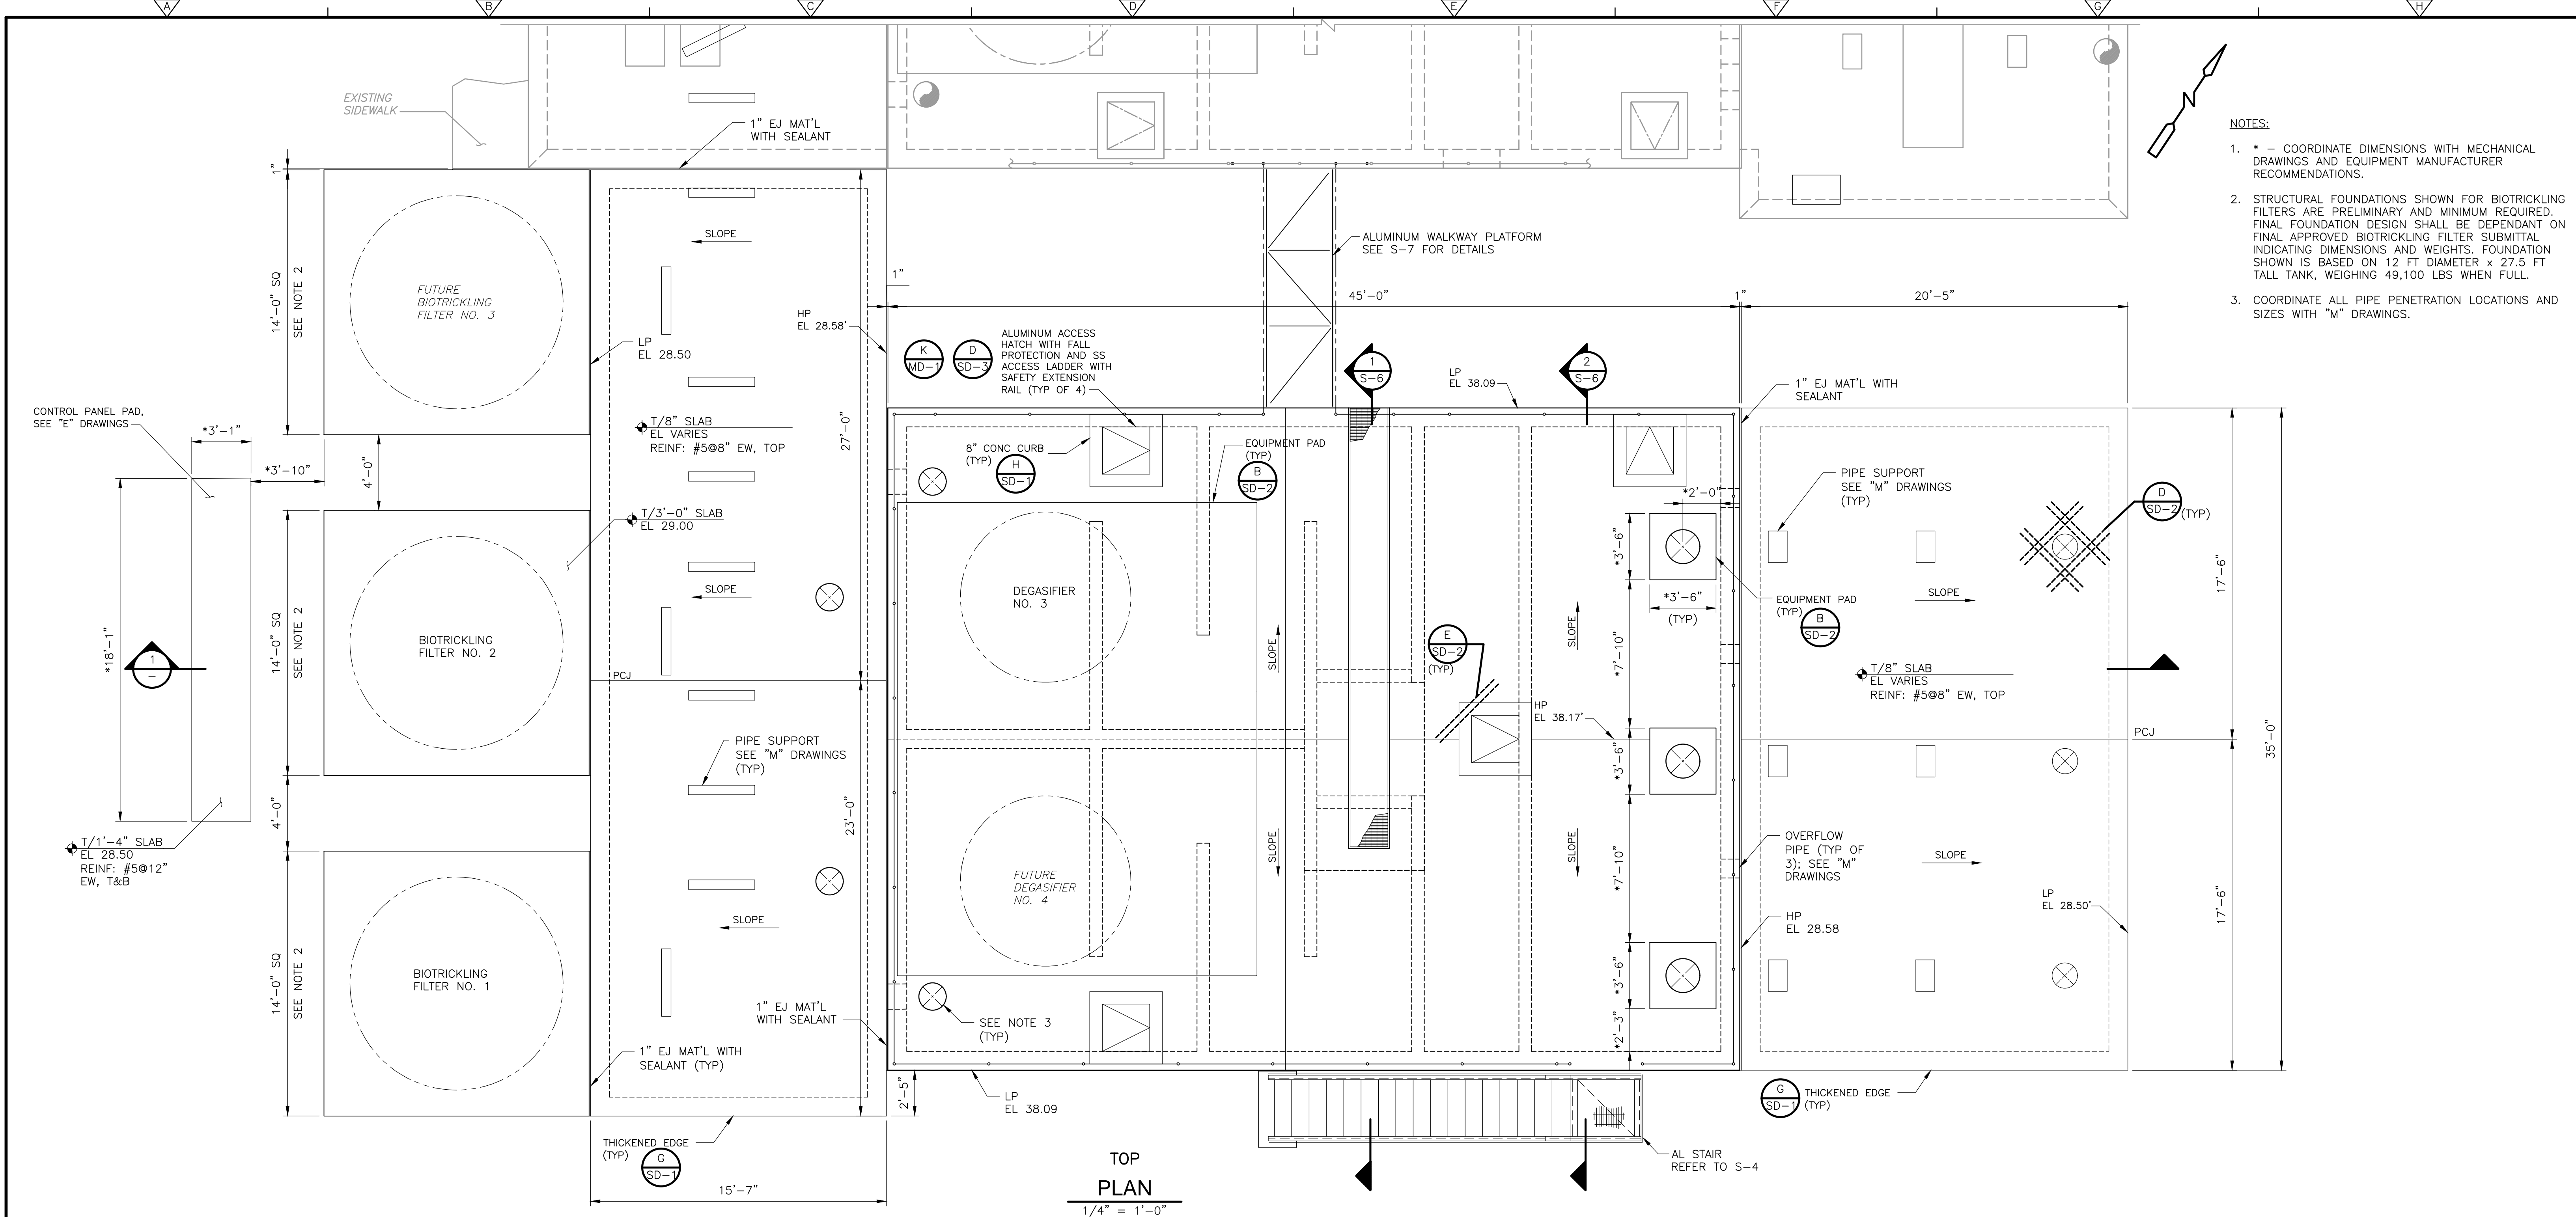 A
B
C
D
E
F
G
H
EXISTING
SIDEWALK
1" EJ MAT'L
WITH SEALANT
N
NOTES:
1. * – COORDINATE DIMENSIONS WITH MECHANICAL
DRAWINGS AND EQUIPMENT MANUFACTURER
RECOMMENDATIONS.
2. STRUCTURAL FOUNDATIONS SHOWN FOR BIOTRICKLING
FILTERS ARE PRELIMINARY AND MINIMUM REQUIRED.
FINAL FOUNDATION DESIGN SHALL BE DEPENDANT ON
FINAL APPROVED BIOTRICKLING FILTER SUBMITTAL
INDICATING DIMENSIONS AND WEIGHTS. FOUNDATION
SHOWN IS BASED ON 12 FT DIAMETER x 27.5 FT
TALL TANK, WEIGHING 49,100 LBS WHEN FULL.
3. COORDINATE ALL PIPE PENETRATION LOCATIONS AND
SIZES WITH "M" DRAWINGS.
1"
14'-0" SQ
SEE NOTE 2
FUTURE
BIOTRICKLING
FILTER NO. 3
SLOPE
LP
EL 28.50
HP
EL 28.58'
1"
ALUMINUM WALKWAY PLATFORM
SEE S-7 FOR DETAILS
45'-0"
1"
20'-5"
K
MD-1
D
SD-3
ALUMINUM ACCESS
HATCH WITH FALL
PROTECTION AND SS
ACCESS LADDER WITH
SAFETY EXTENSION
RAIL (TYP OF 4)
1
S-6
2
S-6
LP
EL 38.09
1" EJ MAT'L WITH
SEALANT
CONTROL PANEL PAD,
SEE "E" DRAWINGS
*3'-1"
*3'-10"
4'-0"
T/8" SLAB
EL VARIES
REINF: #5@8" EW, TOP
27'-0"
8" CONC CURB
(TYP)
H
SD-1
EQUIPMENT PAD
(TYP)
B
SD-2
*2'-0"
PIPE SUPPORT
SEE "M" DRAWINGS
(TYP)
D
SD-2
(TYP)
T/3'-0" SLAB
EL 29.00
SLOPE
DEGASIFIER
NO. 3
*3'-6"
*3'-6"
(TYP)
EQUIPMENT PAD
(TYP)
B
SD-2
SLOPE
17'-6"
*18'-1"
1
–
14'-0" SQ
SEE NOTE 2
BIOTRICKLING
FILTER NO. 2
PCJ
SLOPE
E
SD-2
(TYP)
SLOPE
*7'-10"
T/8" SLAB
EL VARIES
REINF: #5@8" EW, TOP
HP
EL 38.17'
PCJ
35'-0"
PIPE SUPPORT
SEE "M" DRAWINGS
(TYP)
*3'-6"
4'-0"
23'-0"
T/1'-4" SLAB
EL 28.50
REINF: #5@12"
EW, T&B
SLOPE
SLOPE
*7'-10"
OVERFLOW
PIPE (TYP OF
3); SEE "M"
DRAWINGS
SLOPE
FUTURE
DEGASIFIER
NO. 4
LP
EL 28.50'
17'-6"
SLOPE
HP
EL 28.58
14'-0" SQ
SEE NOTE 2
BIOTRICKLING
FILTER NO. 1
*3'-6"
1" EJ MAT'L
WITH SEALANT
SEE NOTE 3
(TYP)
*2'-3"
1" EJ MAT'L WITH
SEALANT (TYP)
2'-5"
LP
EL 38.09
G
SD-1
THICKENED EDGE
(TYP)
THICKENED EDGE
(TYP)
G
SD-1
AL STAIR
REFER TO S-4
15'-7"
TOP
PLAN
1/4" = 1'-0"